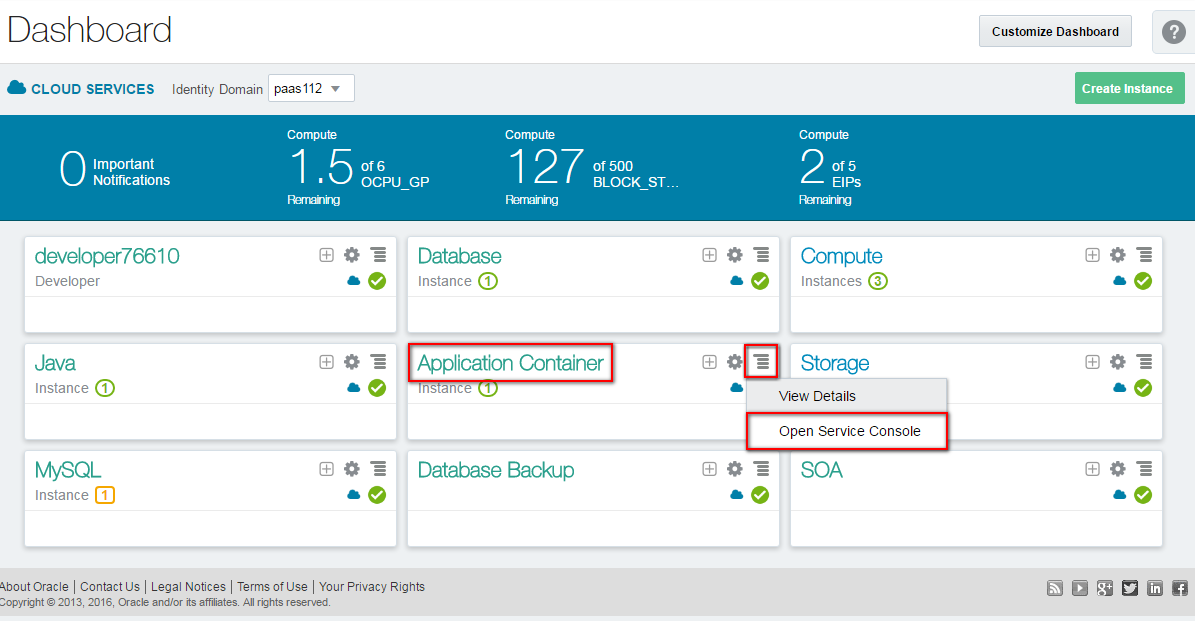 Dashboard
Customize Dashboard
?
CLOUD SERVICES
Identity Domain paas112
Create Instance
0 Important Notifications
Compute
1.5 of 6 OCPU_GP
Remaining
Compute
127 of 500 BLOCK_ST...
Remaining
Compute
2 of 5 EIPs
Remaining
developer76610
Developer
Database
Instance 1
Compute
Instances 3
Java
Instance 1
Application Container
Instance 1
Storage
View Details
Open Service Console
MySQL
Instance 1
Database Backup
SOA
About Oracle | Contact Us | Legal Notices | Terms of Use | Your Privacy Rights
Copyright © 2013, 2016, Oracle and/or its affiliates. All rights reserved.